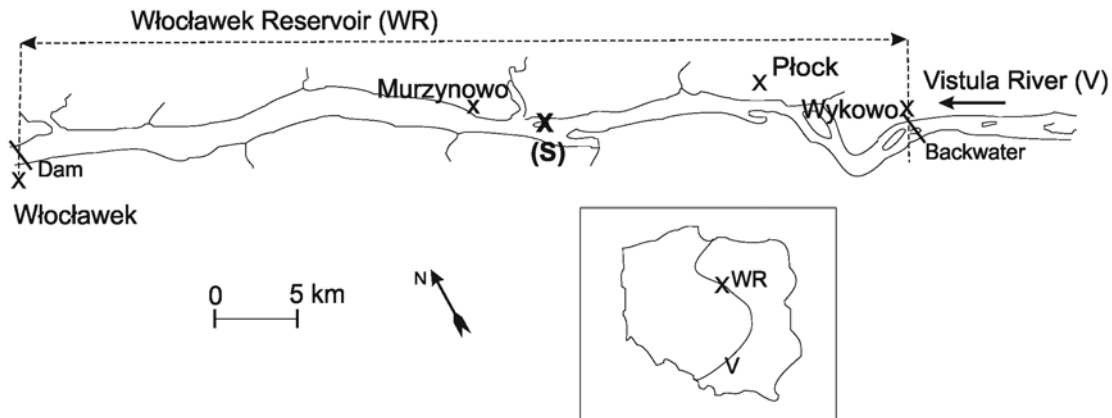 Włocławek Reservoir (WR)
Płock
Murzynowo
Vistula River (V)
Wykowo
X
(S)
Backwater
Dam
X
Włocławek
N
0 5 km
X WR
V